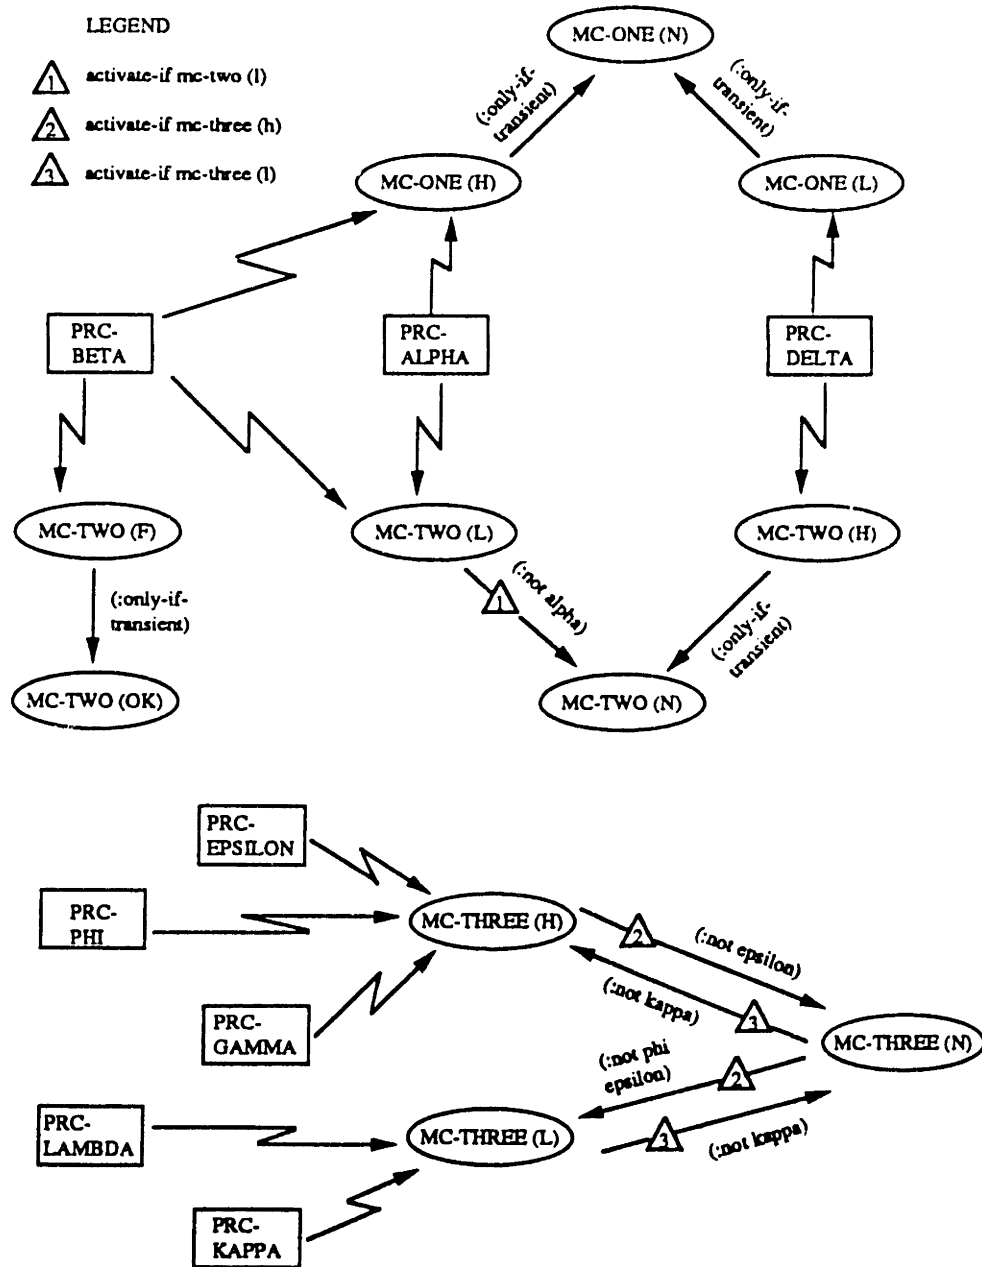 LEGEND
1 activate-if mc-two (l)
2 activate-if mc-three (h)
3 activate-if mc-three (l)
MC-ONE (N)
(:only-if-
transient)
(:only-if-
transient)
MC-ONE (H)
MC-ONE (L)
PRC-
BETA
PRC-
ALPHA
PRC-
DELTA
MC-TWO (F)
MC-TWO (L)
MC-TWO (H)
(:only-if-
transient)
1
(:not alpha)
(:only-if-
transient)
MC-TWO (OK)
MC-TWO (N)
PRC-
EPSILON
PRC-
PHI
MC-THREE (H)
2
(:not epsilon)
(:not kappa)
3
PRC-
GAMMA
MC-THREE (N)
(:not phi
epsilon)
2
PRC-
LAMBDA
MC-THREE (L)
3
(:not kappa)
PRC-
KAPPA